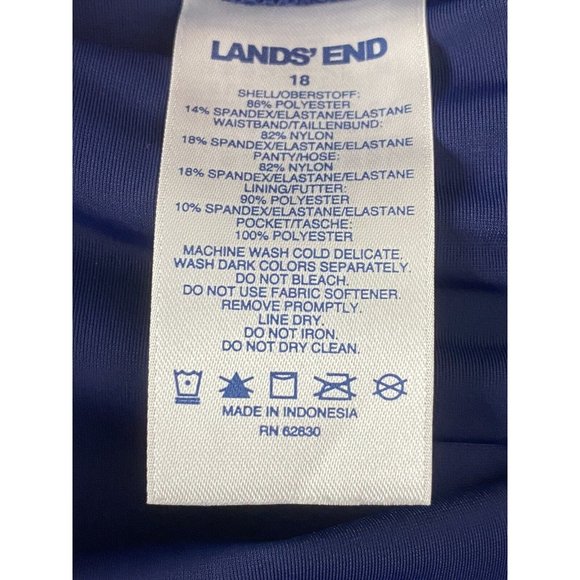 LANDS' END
18
SHELL/OBERSTOFF:
86% POLYESTER
14% SPANDEX/ELASTANE/ELASTANE
WAISTBAND/TAILLENBUND:
82% NYLON
18% SPANDEX/ELASTANE/ELASTANE
PANTY/HOSE:
82% NYLON
18% SPANDEX/ELASTANE/ELASTANE
LINING/FUTTER:
90% POLYESTER
10% SPANDEX/ELASTANE/ELASTANE
POCKET/TASCHE:
100% POLYESTER
MACHINE WASH COLD DELICATE.
WASH DARK COLORS SEPARATELY.
DO NOT BLEACH.
DO NOT USE FABRIC SOFTENER.
REMOVE PROMPTLY.
LINE DRY.
DO NOT IRON.
DO NOT DRY CLEAN.
MADE IN INDONESIA
RN 62830